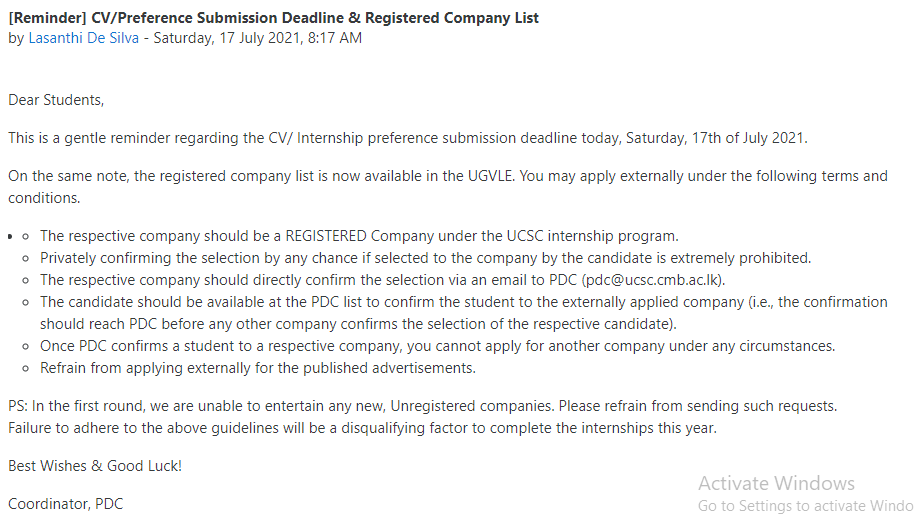 [Reminder] CV/Preference Submission Deadline & Registered Company List
by Lasanthi De Silva - Saturday, 17 July 2021, 8:17 AM
Dear Students,
This is a gentle reminder regarding the CV/ Internship preference submission deadline today, Saturday, 17th of July 2021.
On the same note, the registered company list is now available in the UGVLE. You may apply externally under the following terms and
conditions.
The respective company should be a REGISTERED Company under the UCSC internship program.
Privately confirming the selection by any chance if selected to the company by the candidate is extremely prohibited.
The respective company should directly confirm the selection via an email to PDC (pdc@ucsc.cmb.ac.lk).
The candidate should be available at the PDC list to confirm the student to the externally applied company (i.e., the confirmation
should reach PDC before any other company confirms the selection of the respective candidate).
Once PDC confirms a student to a respective company, you cannot apply for another company under any circumstances.
Refrain from applying externally for the published advertisements.
PS: In the first round, we are unable to entertain any new, Unregistered companies. Please refrain from sending such requests.
Failure to adhere to the above guidelines will be a disqualifying factor to complete the internships this year.
Best Wishes & Good Luck!
Activate Windows
Coordinator, PDC
Go to Settings to activate Windo